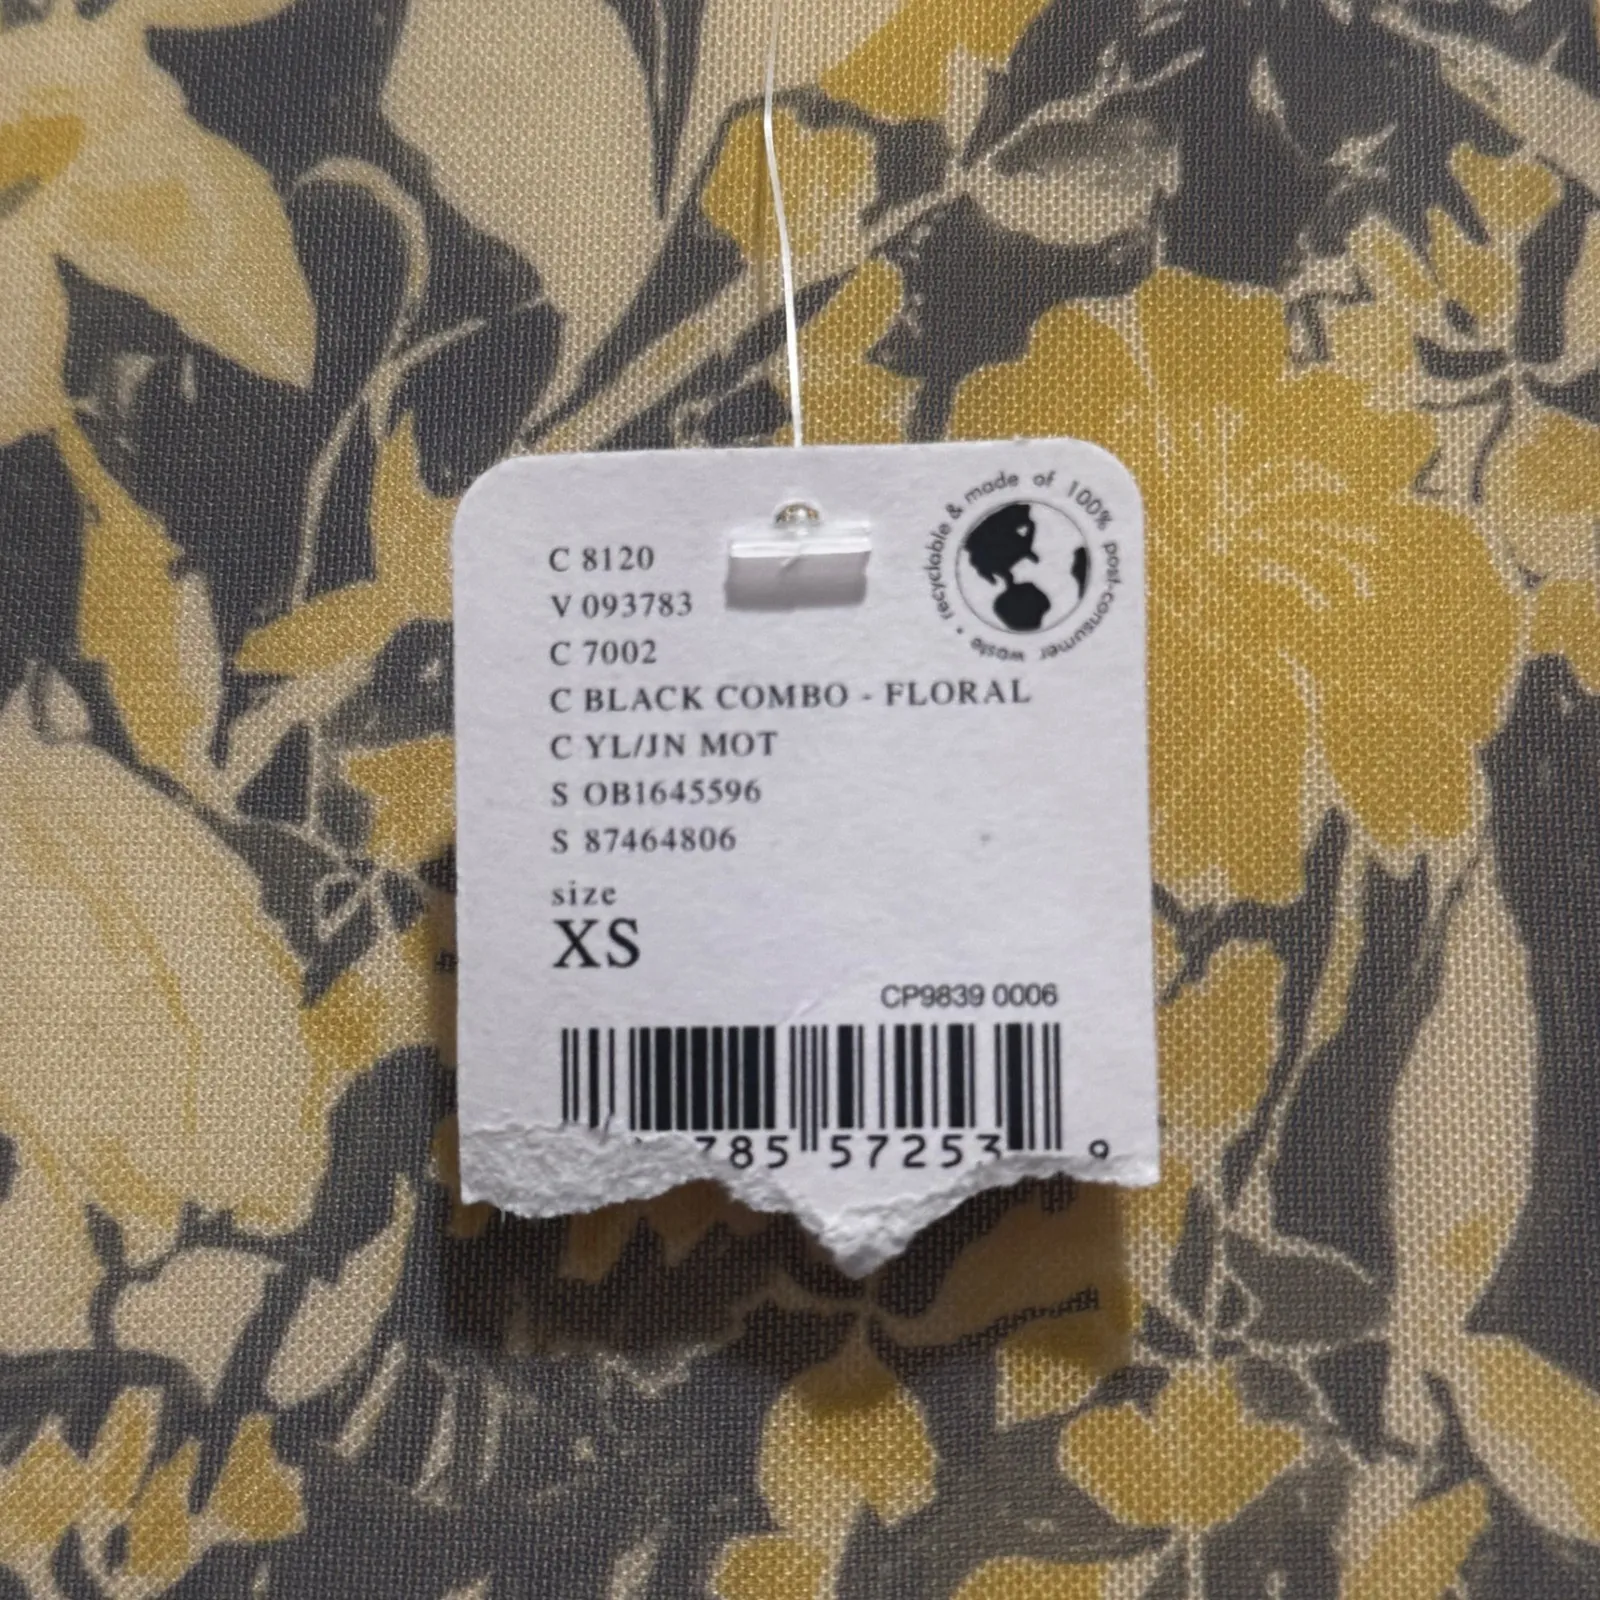 C 8120
V 093783
C 7002
C BLACK COMBO - FLORAL
C YL/JN MOT
S OB1645596
S 87464806
size
XS
CP9839 0006
785 57253 9
recyclable & made of 100% post-consumer waste •